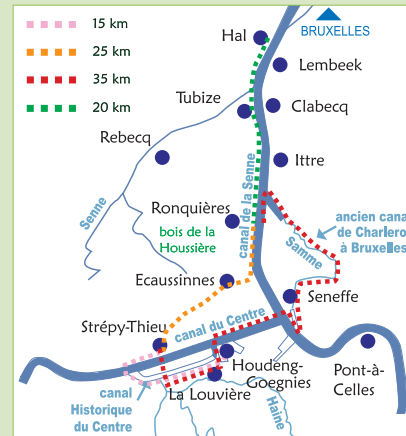 15 km
25 km
35 km
20 km
BRUXELLES
Hal
Lembeek
Tubize
Clabecq
Rebecq
Ittre
Senne
canal de la Senne
Ronquières
bois de la
Houssière
ancien canal
de Charleroi
à Bruxelles
Samme
Ecaussinnes
Seneffe
Strépy-Thieu
canal du Centre
Houdeng-
Goegnies
Pont-à-
Celles
canal
Historique
du Centre
La Louvière
Haine